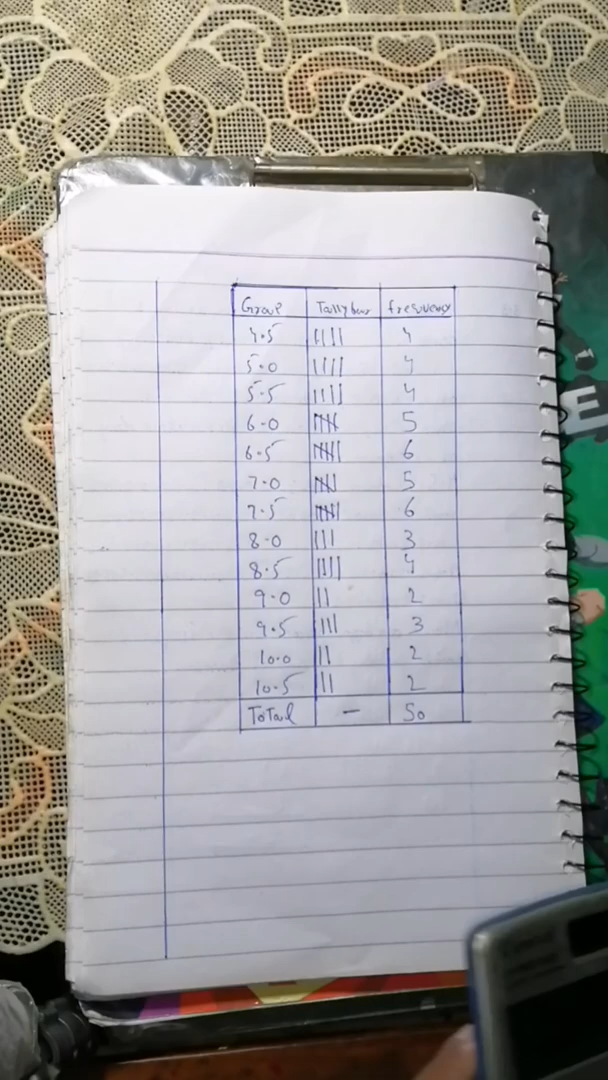 Group Tally bar frequency
4.5 |||| 4
5.0 |||| 4
5.5 |||| 4
6.0 𝍸 5
6.5 𝍸| 6
7.0 𝍸 5
7.5 𝍸| 6
8.0 ||| 3
8.5 |||| 4
9.0 || 2
9.5 ||| 3
10.0 || 2
10.5 || 2
Total - 50
E